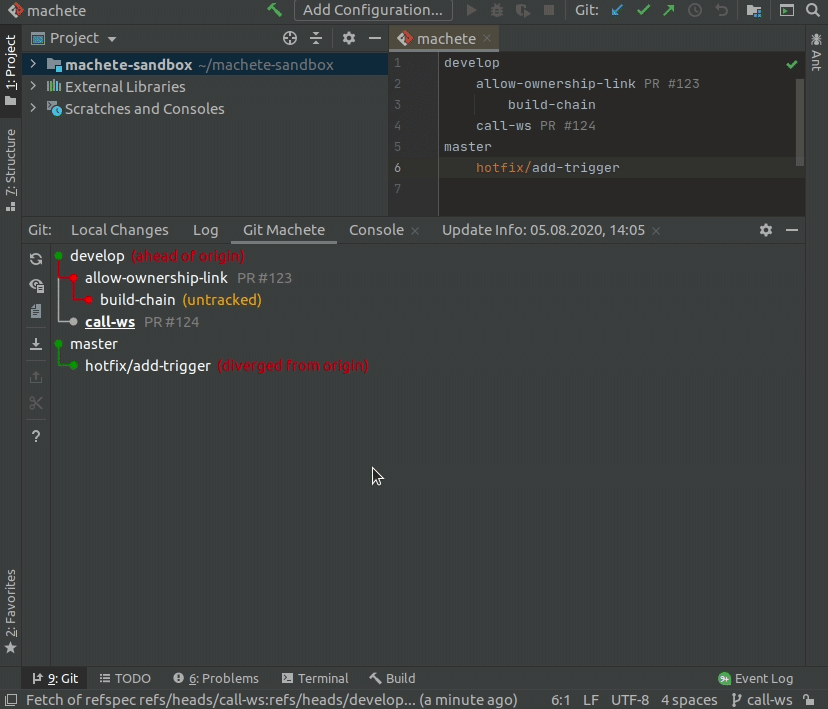 machete
Add Configuration...
Git:
1: Project
7: Structure
2: Favorites
Project
machete-sandbox ~/machete-sandbox
External Libraries
Scratches and Consoles
machete
1 develop
2 allow-ownership-link PR #123
3 build-chain
4 call-ws PR #124
5 master
6 hotfix/add-trigger
7
Ant
Git: Local Changes Log Git Machete Console Update Info: 05.08.2020, 14:05
develop (ahead of origin)
allow-ownership-link PR #123
build-chain (untracked)
call-ws PR #124
master
hotfix/add-trigger (diverged from origin)
?
9: Git TODO 6: Problems Terminal Build 9+ Event Log
Fetch of refspec refs/heads/call-ws:refs/heads/develop... (a minute ago) 6:1 LF UTF-8 4 spaces call-ws